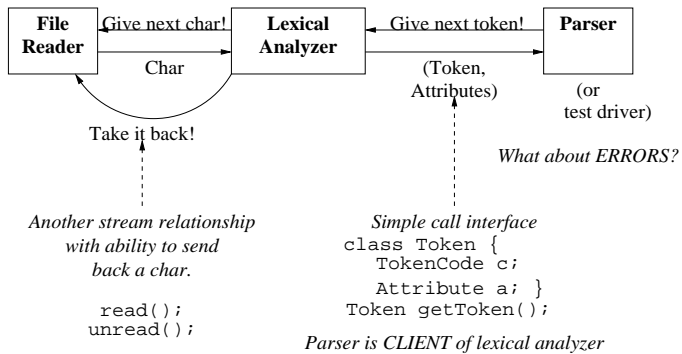 File
Reader
Give next char!
Char
Lexical
Analyzer
Give next token!
(Token,
Attributes)
Parser
(or
test driver)
Take it back!
What about ERRORS?
Another stream relationship
with ability to send
back a char.
read();
unread();
Simple call interface
class Token {
TokenCode c;
Attribute a; }
Token getToken();
Parser is CLIENT of lexical analyzer